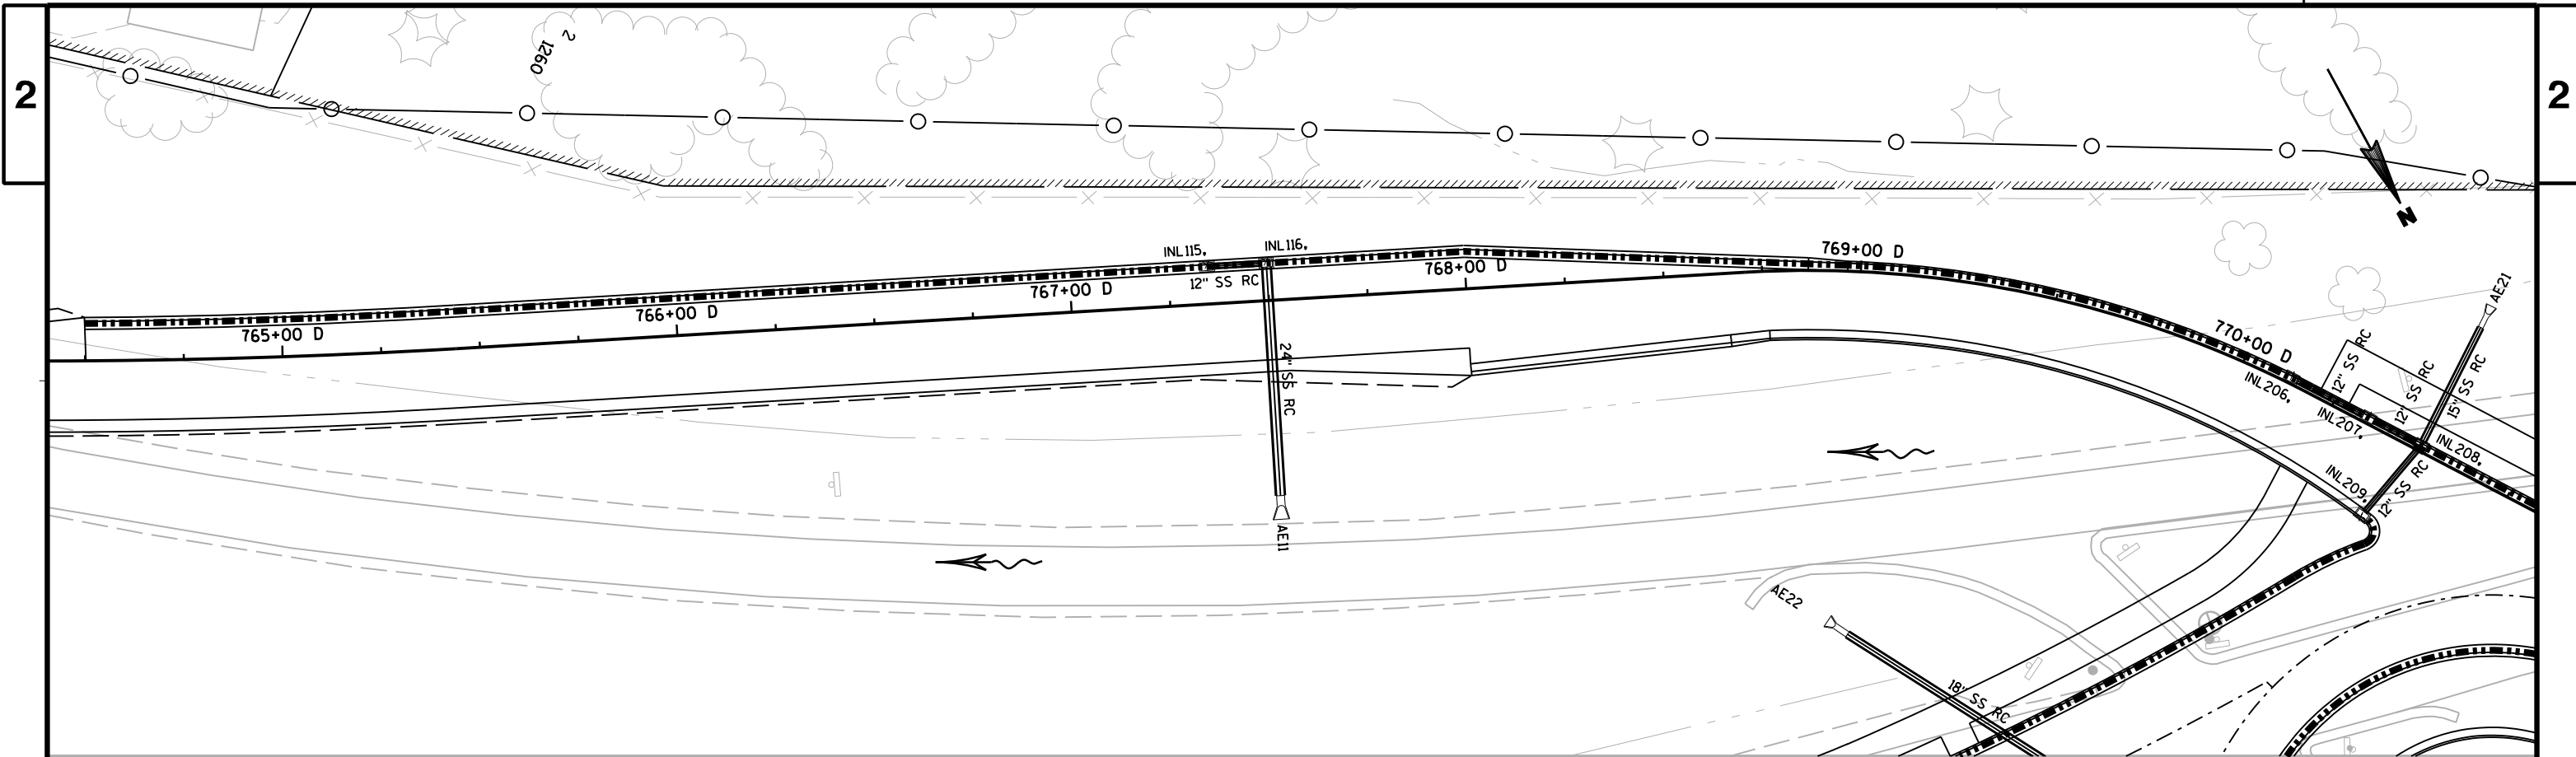 2
2
1260
2
N
INL115,
INL116,
12" SS RC
765+00 D
766+00 D
767+00 D
768+00 D
769+00 D
770+00 D
24" SS RC
AE11
AE21
12" SS RC
12" SS RC
15" SS RC
INL206,
INL207,
INL208,
INL209,
12" SS RC
AE22
18" SS RC